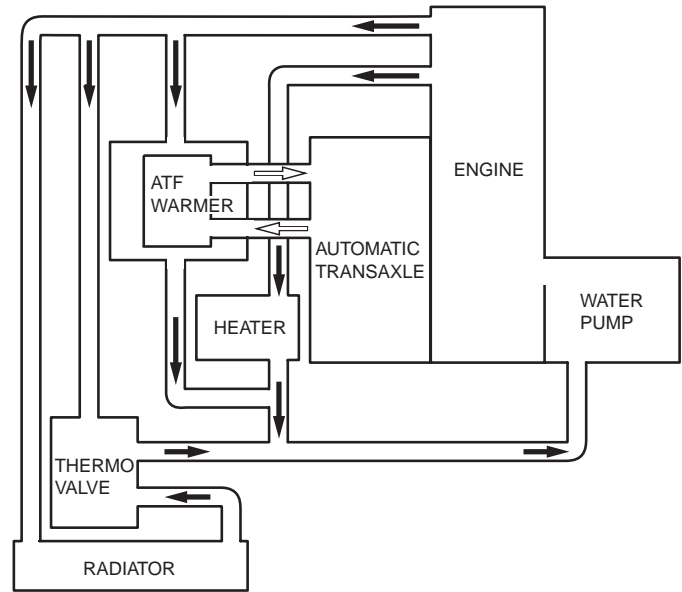 ENGINE
ATF
WARMER
AUTOMATIC
TRANSAXLE
WATER
PUMP
HEATER
THERMO
VALVE
RADIATOR